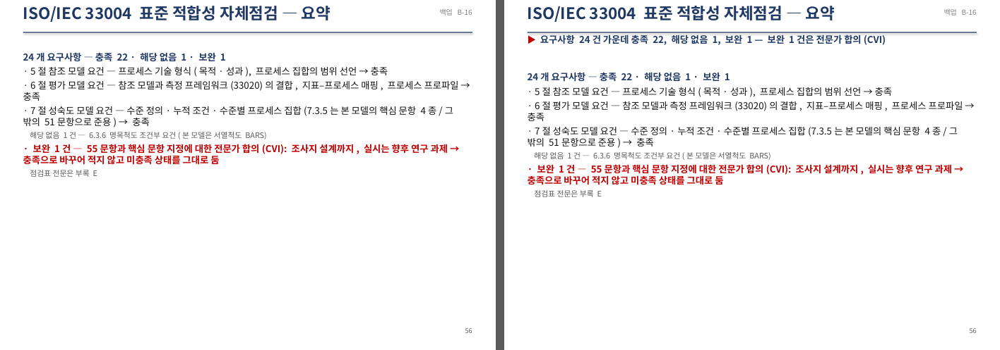 ISO/IEC 33004 표준 적합성 자체점검 — 요약
백업 B-16
24 개 요구사항 — 충족 22 · 해당 없음 1 · 보완 1
· 5 절 참조 모델 요건 — 프로세스 기술 형식 ( 목적 · 성과 ), 프로세스 집합의 범위 선언 → 충족
· 6 절 평가 모델 요건 — 참조 모델과 측정 프레임워크 (33020) 의 결합 , 지표–프로세스 매핑 , 프로세스 프로파일 →
충족
· 7 절 성숙도 모델 요건 — 수준 정의 · 누적 조건 · 수준별 프로세스 집합 (7.3.5 는 본 모델의 핵심 문항 4 종 / 그
밖의 51 문항으로 준용 ) → 충족
해당 없음 1 건 — 6.3.6 명목척도 조건부 요건 ( 본 모델은 서열척도 BARS)
· 보완 1 건 — 55 문항과 핵심 문항 지정에 대한 전문가 합의 (CVI): 조사지 설계까지 , 실시는 향후 연구 과제 →
충족으로 바꾸어 적지 않고 미충족 상태를 그대로 둠
점검표 전문은 부록 E
56
ISO/IEC 33004 표준 적합성 자체점검 — 요약
백업 B-16
▶ 요구사항 24 건 가운데 충족 22, 해당 없음 1, 보완 1 — 보완 1 건은 전문가 합의 (CVI)
24 개 요구사항 — 충족 22 · 해당 없음 1 · 보완 1
· 5 절 참조 모델 요건 — 프로세스 기술 형식 ( 목적 · 성과 ), 프로세스 집합의 범위 선언 → 충족
· 6 절 평가 모델 요건 — 참조 모델과 측정 프레임워크 (33020) 의 결합 , 지표–프로세스 매핑 , 프로세스 프로파일 →
충족
· 7 절 성숙도 모델 요건 — 수준 정의 · 누적 조건 · 수준별 프로세스 집합 (7.3.5 는 본 모델의 핵심 문항 4 종 / 그
밖의 51 문항으로 준용 ) → 충족
해당 없음 1 건 — 6.3.6 명목척도 조건부 요건 ( 본 모델은 서열척도 BARS)
· 보완 1 건 — 55 문항과 핵심 문항 지정에 대한 전문가 합의 (CVI): 조사지 설계까지 , 실시는 향후 연구 과제 →
충족으로 바꾸어 적지 않고 미충족 상태를 그대로 둠
점검표 전문은 부록 E
56